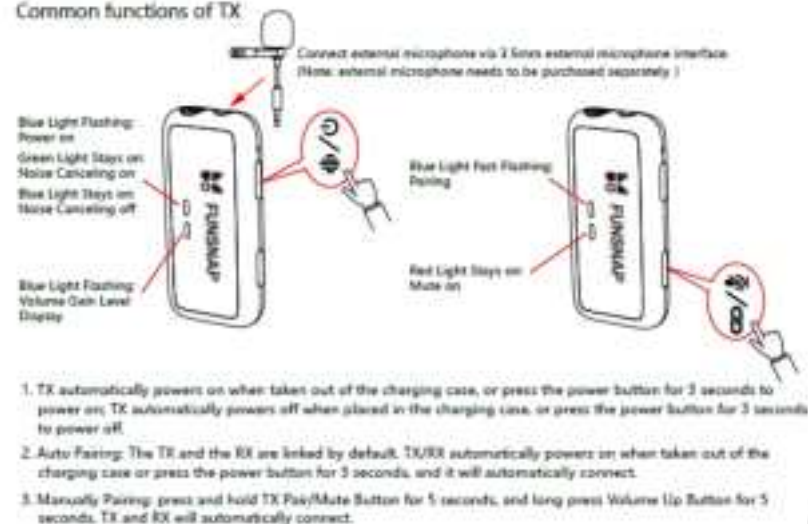 Common functions of TX
Connect external microphone via 3.5mm external microphone interface.
(Note: external microphone needs to be purchased separately.)
Blue Light Flashing:
Power on
Green Light Stays on:
Noise Canceling on
Blue Light Stays on:
Noise Canceling off
Blue Light Flashing:
Volume Gain Level
Display
FUNSNAP
Blue Light Fast Flashing:
Pairing
Red Light Stays on:
Mute on
FUNSNAP
1. TX automatically powers on when taken out of the charging case, or press the power button for 3 seconds to
power on; TX automatically powers off when placed in the charging case, or press the power button for 3 seconds
to power off.
2. Auto Pairing: The TX and the RX are linked by default. TX/RX automatically powers on when taken out of the
charging case or press the power button for 3 seconds, and it will automatically connect.
3. Manually Pairing: press and hold TX Pair/Mute Button for 5 seconds, and long press Volume Up Button for 5
seconds, TX and RX will automatically connect.